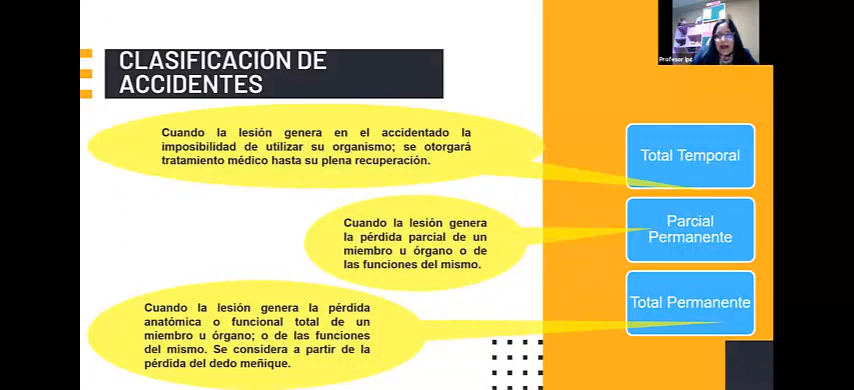 CLASIFICACIÓN DE
ACCIDENTES
Cuando la lesión genera en el accidentado la
imposibilidad de utilizar su organismo; se otorgará
tratamiento médico hasta su plena recuperación.
Total Temporal
Cuando la lesión genera
la pérdida parcial de un
miembro u órgano o de
las funciones del mismo.
Parcial
Permanente
Cuando la lesión genera la pérdida
anatómica o funcional total de un
miembro u órgano; o de las funciones
del mismo. Se considera a partir de la
pérdida del dedo meñique.
Total Permanente
Profesor ipc